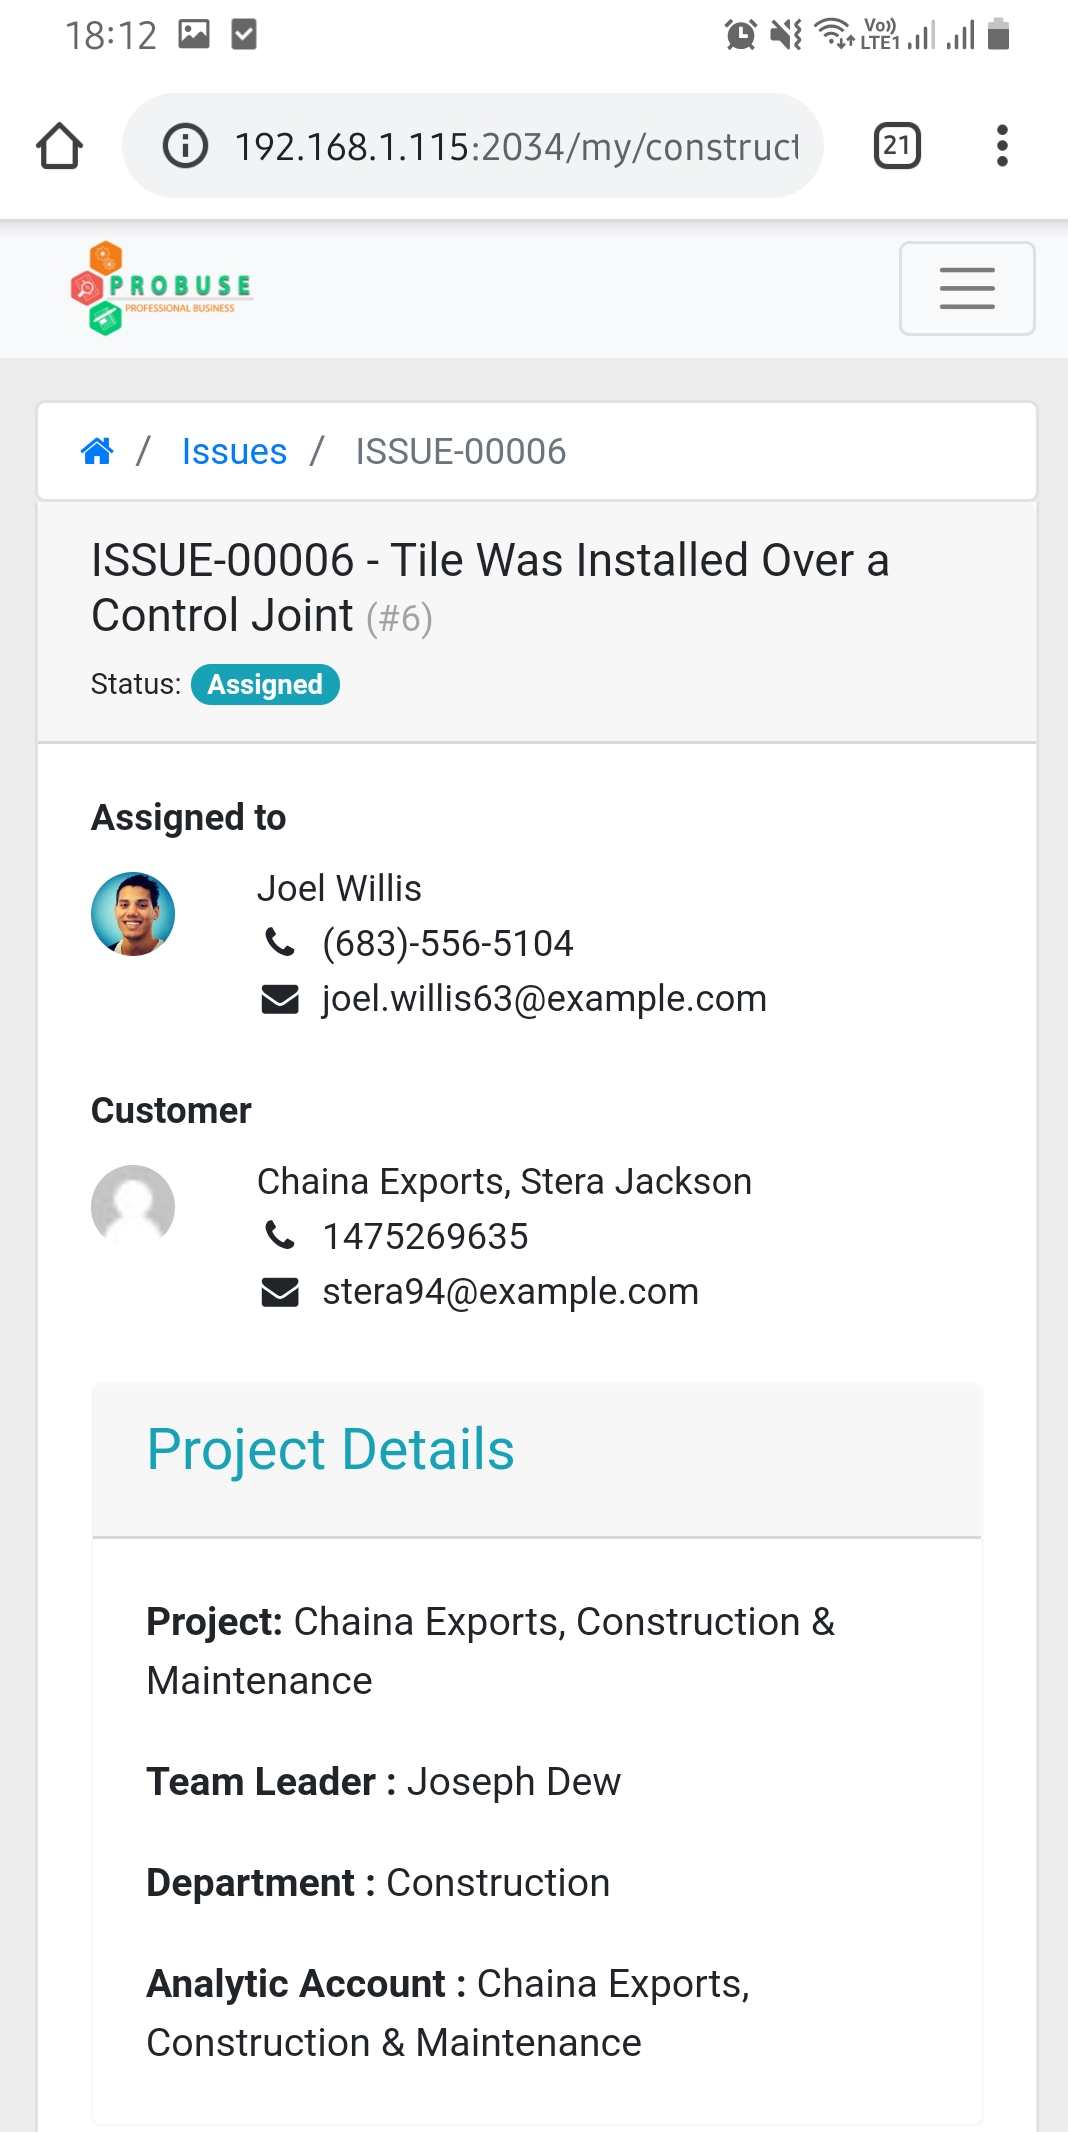 18:12
Vo)) LTE1
192.168.1.115:2034/my/construct
21
PROBUSE
PROFESSIONAL BUSINESS
/ Issues / ISSUE-00006
ISSUE-00006 - Tile Was Installed Over a
Control Joint (#6)
Status: Assigned
Assigned to
Joel Willis
(683)-556-5104
joel.willis63@example.com
Customer
Chaina Exports, Stera Jackson
1475269635
stera94@example.com
Project Details
Project: Chaina Exports, Construction &
Maintenance
Team Leader : Joseph Dew
Department : Construction
Analytic Account : Chaina Exports,
Construction & Maintenance